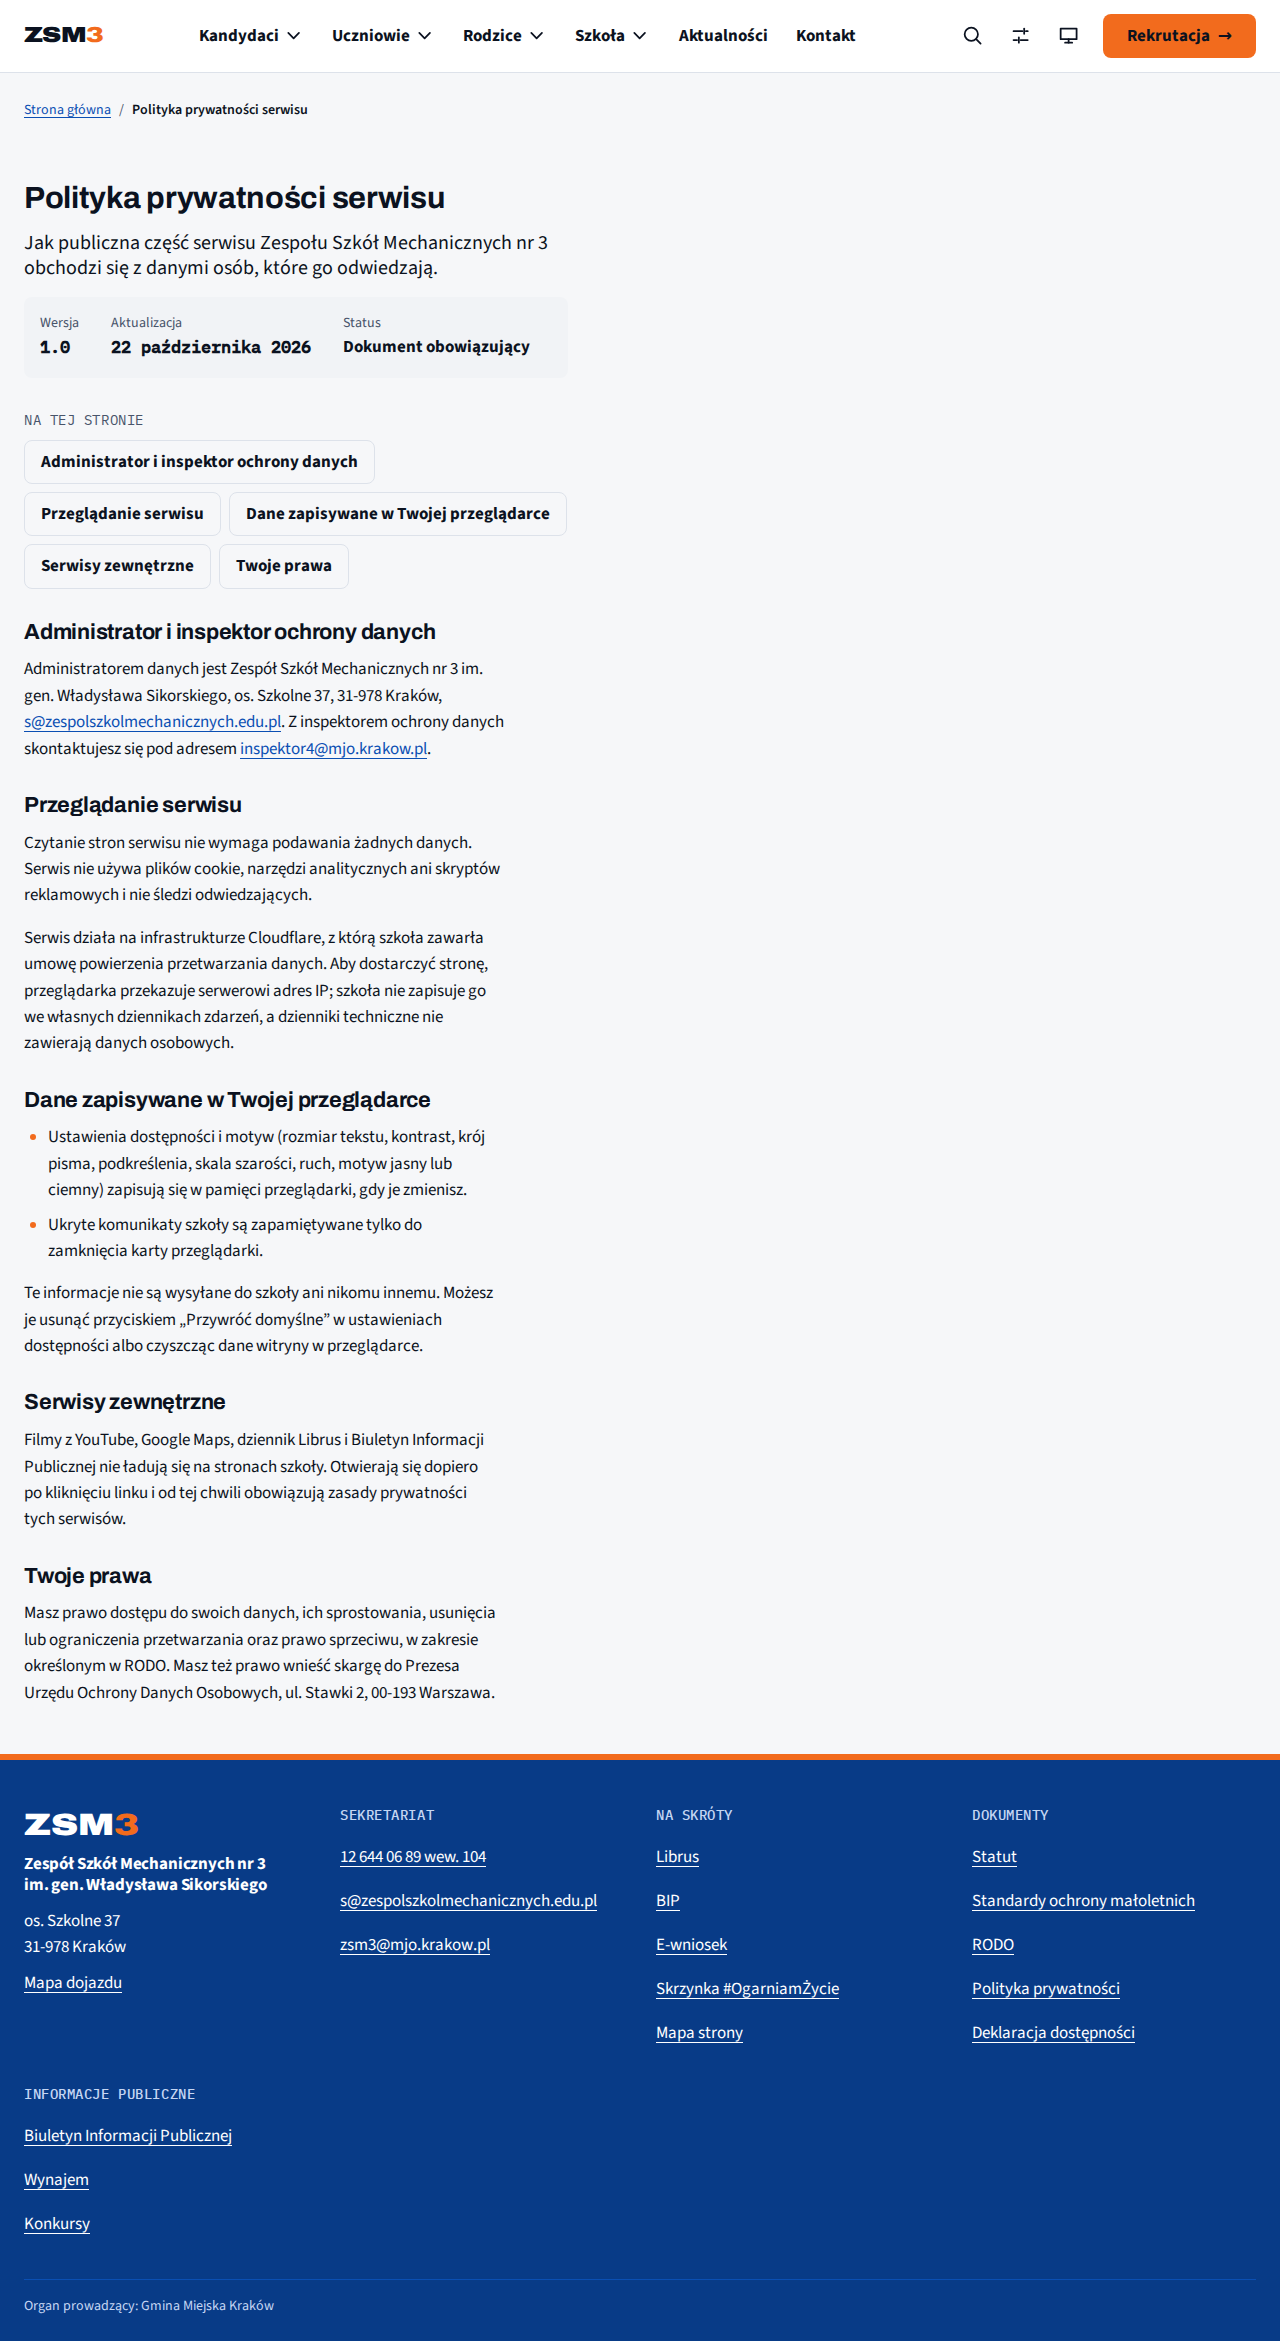 ZSM3
Kandydaci
Uczniowie
Rodzice
Szkoła
Aktualności
Kontakt
Rekrutacja →
Strona główna / Polityka prywatności serwisu
Polityka prywatności serwisu
Jak publiczna część serwisu Zespołu Szkół Mechanicznych nr 3
obchodzi się z danymi osób, które go odwiedzają.
Wersja
1.0
Aktualizacja
22 października 2026
Status
Dokument obowiązujący
NA TEJ STRONIE
Administrator i inspektor ochrony danych
Przeglądanie serwisu
Dane zapisywane w Twojej przeglądarce
Serwisy zewnętrzne
Twoje prawa
Administrator i inspektor ochrony danych
Administratorem danych jest Zespół Szkół Mechanicznych nr 3 im.
gen. Władysława Sikorskiego, os. Szkolne 37, 31-978 Kraków,
s@zespolszkolmechanicznych.edu.pl. Z inspektorem ochrony danych
skontaktujesz się pod adresem inspektor4@mjo.krakow.pl.
Przeglądanie serwisu
Czytanie stron serwisu nie wymaga podawania żadnych danych.
Serwis nie używa plików cookie, narzędzi analitycznych ani skryptów
reklamowych i nie śledzi odwiedzających.
Serwis działa na infrastrukturze Cloudflare, z którą szkoła zawarła
umowę powierzenia przetwarzania danych. Aby dostarczyć stronę,
przeglądarka przekazuje serwerowi adres IP; szkoła nie zapisuje go
we własnych dziennikach zdarzeń, a dzienniki techniczne nie
zawierają danych osobowych.
Dane zapisywane w Twojej przeglądarce
Ustawienia dostępności i motyw (rozmiar tekstu, kontrast, krój
pisma, podkreślenia, skala szarości, ruch, motyw jasny lub
ciemny) zapisują się w pamięci przeglądarki, gdy je zmienisz.
Ukryte komunikaty szkoły są zapamiętywane tylko do
zamknięcia karty przeglądarki.
Te informacje nie są wysyłane do szkoły ani nikomu innemu. Możesz
je usunąć przyciskiem „Przywróć domyślne” w ustawieniach
dostępności albo czyszcząc dane witryny w przeglądarce.
Serwisy zewnętrzne
Filmy z YouTube, Google Maps, dziennik Librus i Biuletyn Informacji
Publicznej nie ładują się na stronach szkoły. Otwierają się dopiero
po kliknięciu linku i od tej chwili obowiązują zasady prywatności
tych serwisów.
Twoje prawa
Masz prawo dostępu do swoich danych, ich sprostowania, usunięcia
lub ograniczenia przetwarzania oraz prawo sprzeciwu, w zakresie
określonym w RODO. Masz też prawo wnieść skargę do Prezesa
Urzędu Ochrony Danych Osobowych, ul. Stawki 2, 00-193 Warszawa.
ZSM3
Zespół Szkół Mechanicznych nr 3
im. gen. Władysława Sikorskiego
os. Szkolne 37
31-978 Kraków
Mapa dojazdu
SEKRETARIAT
12 644 06 89 wew. 104
s@zespolszkolmechanicznych.edu.pl
zsm3@mjo.krakow.pl
NA SKRÓTY
Librus
BIP
E-wniosek
Skrzynka #OgarniamŻycie
Mapa strony
DOKUMENTY
Statut
Standardy ochrony małoletnich
RODO
Polityka prywatności
Deklaracja dostępności
INFORMACJE PUBLICZNE
Biuletyn Informacji Publicznej
Wynajem
Konkursy
Organ prowadzący: Gmina Miejska Kraków